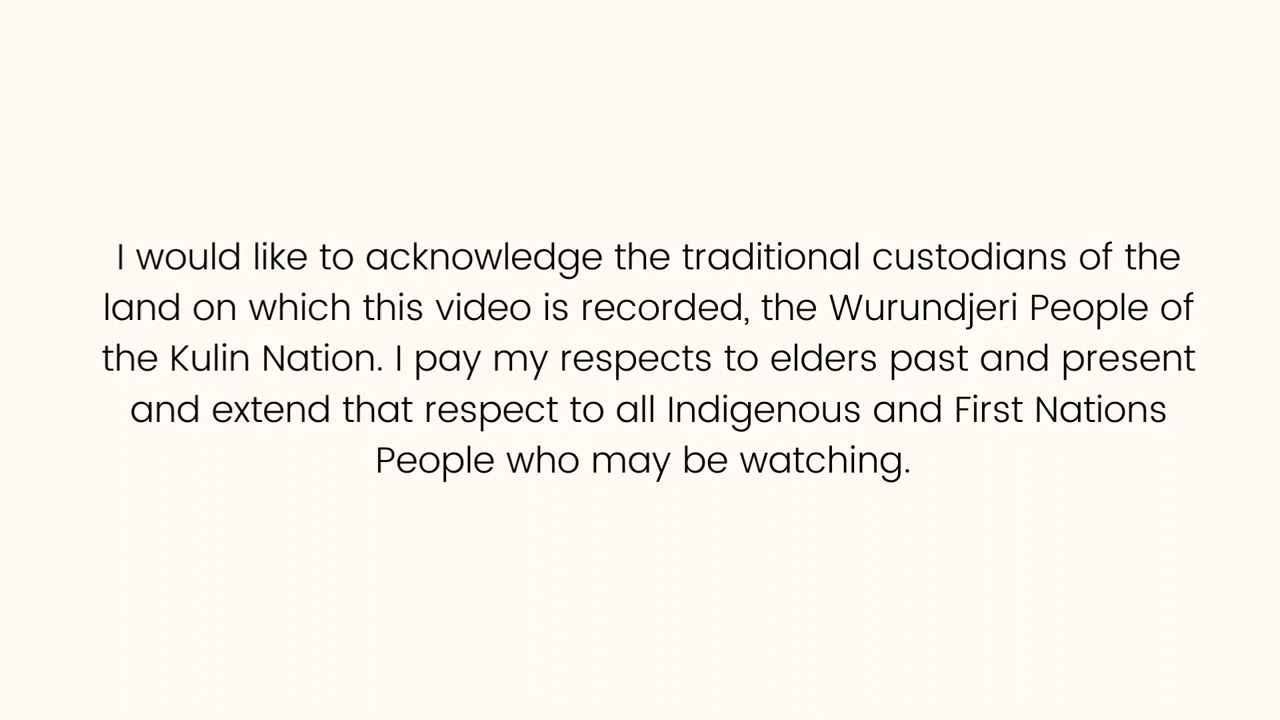 I would like to acknowledge the traditional custodians of the
land on which this video is recorded, the Wurundjeri People of
the Kulin Nation. I pay my respects to elders past and present
and extend that respect to all Indigenous and First Nations
People who may be watching.